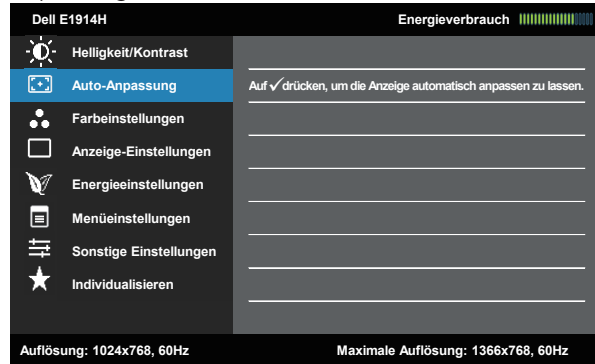 Dell E1914H Energieverbrauch
Helligkeit/Kontrast
Auto-Anpassung Auf ✓ drücken, um die Anzeige automatisch anpassen zu lassen.
Farbeinstellungen
Anzeige-Einstellungen
Energieeinstellungen
Menüeinstellungen
Sonstige Einstellungen
Individualisieren
Auflösung: 1024x768, 60Hz Maximale Auflösung: 1366x768, 60Hz